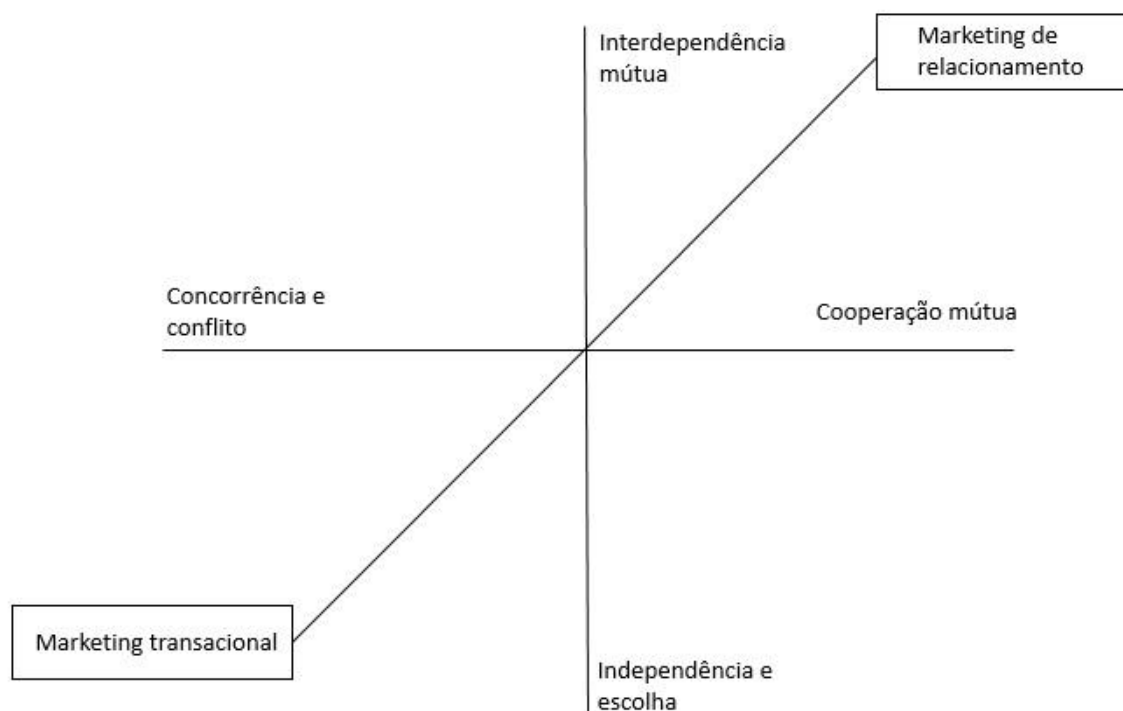 Interdependência
mútua
Marketing de
relacionamento
Concorrência e
conflito
Cooperação mútua
Marketing transacional
Independência e
escolha